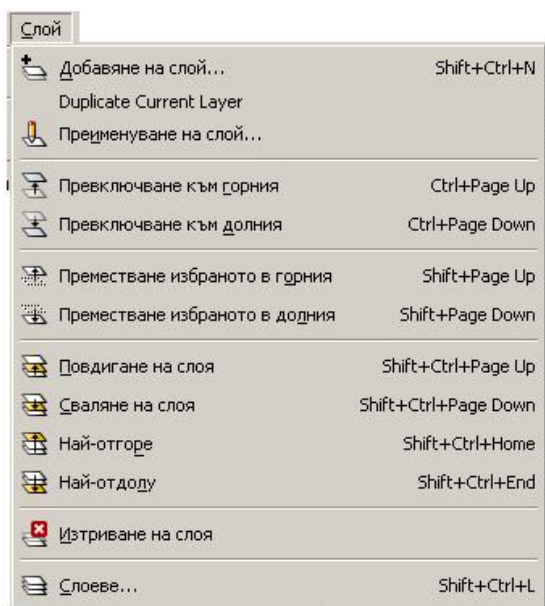 Слой
Добавяне на слой... Shift+Ctrl+N
Duplicate Current Layer
Преименуване на слой...
Превключване към горния Ctrl+Page Up
Превключване към долния Ctrl+Page Down
Преместване избраното в горния Shift+Page Up
Преместване избраното в долния Shift+Page Down
Повдигане на слоя Shift+Ctrl+Page Up
Сваляне на слоя Shift+Ctrl+Page Down
Най-отгоре Shift+Ctrl+Home
Най-отдолу Shift+Ctrl+End
Изтриване на слоя
Слоеве... Shift+Ctrl+L